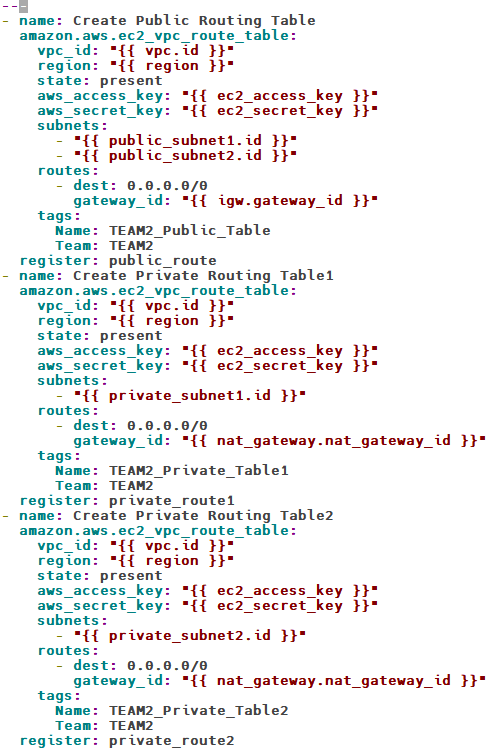 ---
- name: Create Public Routing Table
  amazon.aws.ec2_vpc_route_table:
    vpc_id: "{{ vpc.id }}"
    region: "{{ region }}"
    state: present
    aws_access_key: "{{ ec2_access_key }}"
    aws_secret_key: "{{ ec2_secret_key }}"
    subnets:
      - "{{ public_subnet1.id }}"
      - "{{ public_subnet2.id }}"
    routes:
      - dest: 0.0.0.0/0
        gateway_id: "{{ igw.gateway_id }}"
    tags:
      Name: TEAM2_Public_Table
      Team: TEAM2
  register: public_route
- name: Create Private Routing Table1
  amazon.aws.ec2_vpc_route_table:
    vpc_id: "{{ vpc.id }}"
    region: "{{ region }}"
    state: present
    aws_access_key: "{{ ec2_access_key }}"
    aws_secret_key: "{{ ec2_secret_key }}"
    subnets:
      - "{{ private_subnet1.id }}"
    routes:
      - dest: 0.0.0.0/0
        gateway_id: "{{ nat_gateway.nat_gateway_id }}"
    tags:
      Name: TEAM2_Private_Table1
      Team: TEAM2
  register: private_route1
- name: Create Private Routing Table2
  amazon.aws.ec2_vpc_route_table:
    vpc_id: "{{ vpc.id }}"
    region: "{{ region }}"
    state: present
    aws_access_key: "{{ ec2_access_key }}"
    aws_secret_key: "{{ ec2_secret_key }}"
    subnets:
      - "{{ private_subnet2.id }}"
    routes:
      - dest: 0.0.0.0/0
        gateway_id: "{{ nat_gateway.nat_gateway_id }}"
    tags:
      Name: TEAM2_Private_Table2
      Team: TEAM2
  register: private_route2